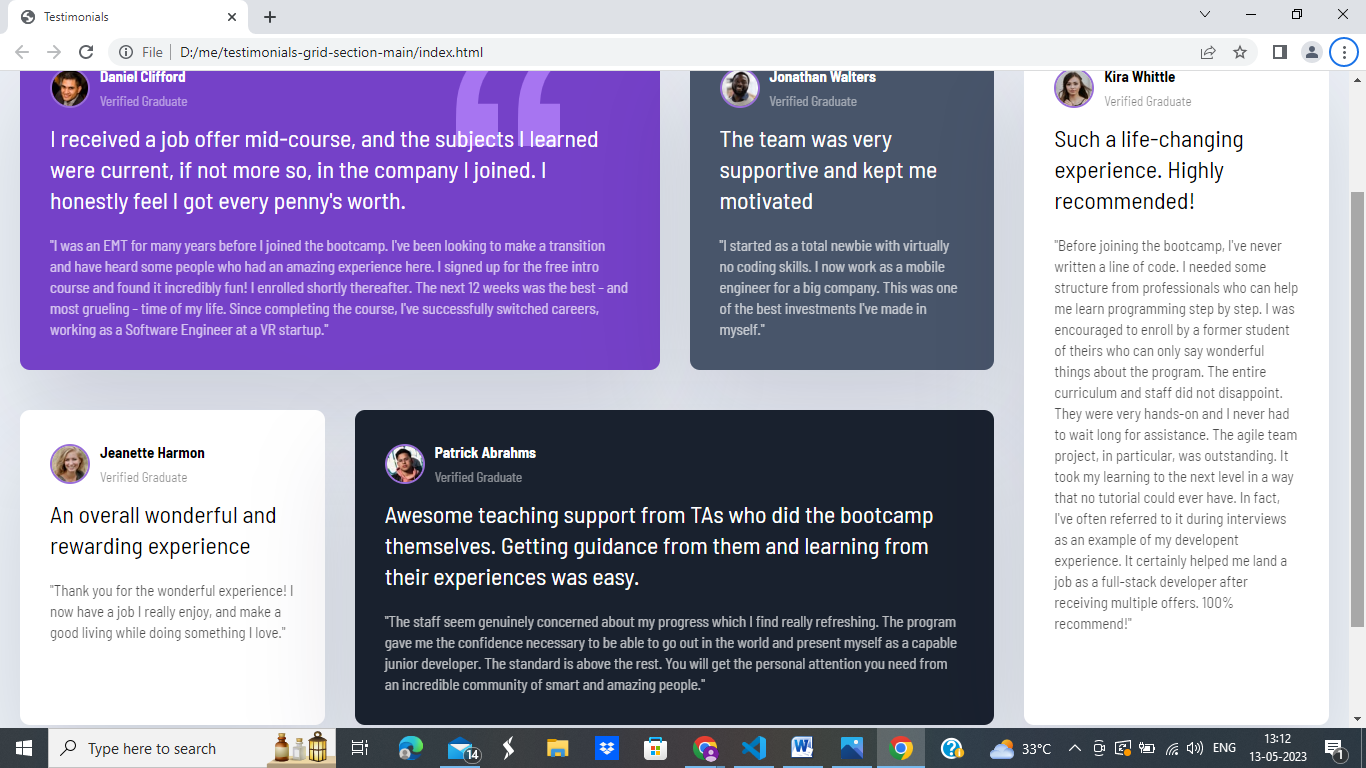 Testimonials
File
D:/me/testimonials-grid-section-main/index.html
Daniel Clifford
Verified Graduate
I received a job offer mid-course, and the subjects I learned
were current, if not more so, in the company I joined. I
honestly feel I got every penny's worth.
"I was an EMT for many years before I joined the bootcamp. I've been looking to make a transition
and have heard some people who had an amazing experience here. I signed up for the free intro
course and found it incredibly fun! I enrolled shortly thereafter. The next 12 weeks was the best - and
most grueling - time of my life. Since completing the course, I've successfully switched careers,
working as a Software Engineer at a VR startup."
Jonathan Walters
Verified Graduate
The team was very
supportive and kept me
motivated
"I started as a total newbie with virtually
no coding skills. I now work as a mobile
engineer for a big company. This was one
of the best investments I've made in
myself."
Kira Whittle
Verified Graduate
Such a life-changing
experience. Highly
recommended!
"Before joining the bootcamp, I've never
written a line of code. I needed some
structure from professionals who can help
me learn programming step by step. I was
encouraged to enroll by a former student
of theirs who can only say wonderful
things about the program. The entire
curriculum and staff did not disappoint.
They were very hands-on and I never had
to wait long for assistance. The agile team
project, in particular, was outstanding. It
took my learning to the next level in a way
that no tutorial could ever have. In fact,
I've often referred to it during interviews
as an example of my developent
experience. It certainly helped me land a
job as a full-stack developer after
receiving multiple offers. 100%
recommend!"
Jeanette Harmon
Verified Graduate
An overall wonderful and
rewarding experience
"Thank you for the wonderful experience! I
now have a job I really enjoy, and make a
good living while doing something I love."
Patrick Abrahms
Verified Graduate
Awesome teaching support from TAs who did the bootcamp
themselves. Getting guidance from them and learning from
their experiences was easy.
"The staff seem genuinely concerned about my progress which I find really refreshing. The program
gave me the confidence necessary to be able to go out in the world and present myself as a capable
junior developer. The standard is above the rest. You will get the personal attention you need from
an incredible community of smart and amazing people."
Type here to search
14
33°C
ENG
13:12
13-05-2023
1